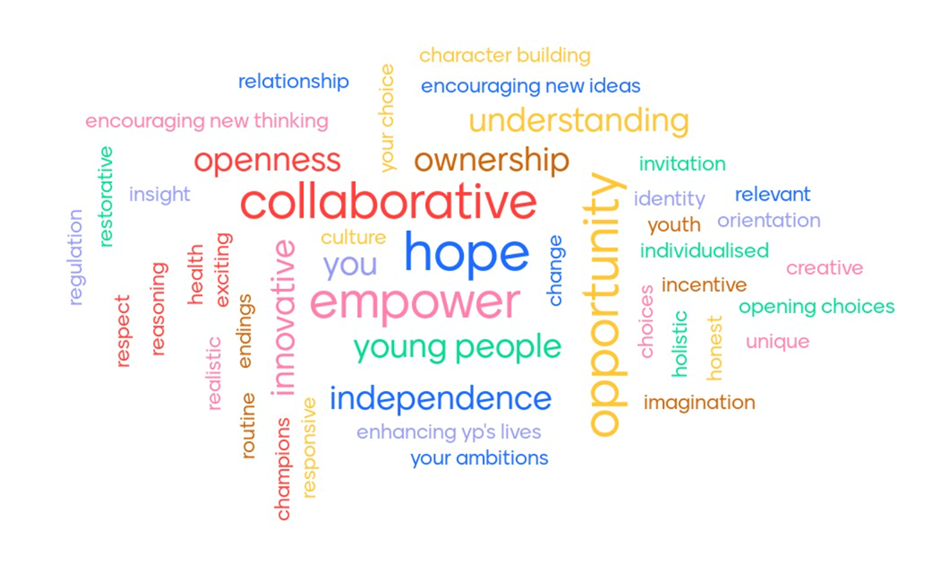 character building
relationship
encouraging new ideas
your choice
encouraging new thinking
understanding
openness
ownership
invitation
restorative
insight
collaborative
identity
relevant
opportunity
youth
orientation
regulation
culture
hope
individualised
you
change
creative
health
exciting
innovative
empower
incentive
reasoning
respect
endings
choices
opening choices
holistic
honest
unique
young people
realistic
independence
imagination
routine
responsive
enhancing yp's lives
champions
your ambitions